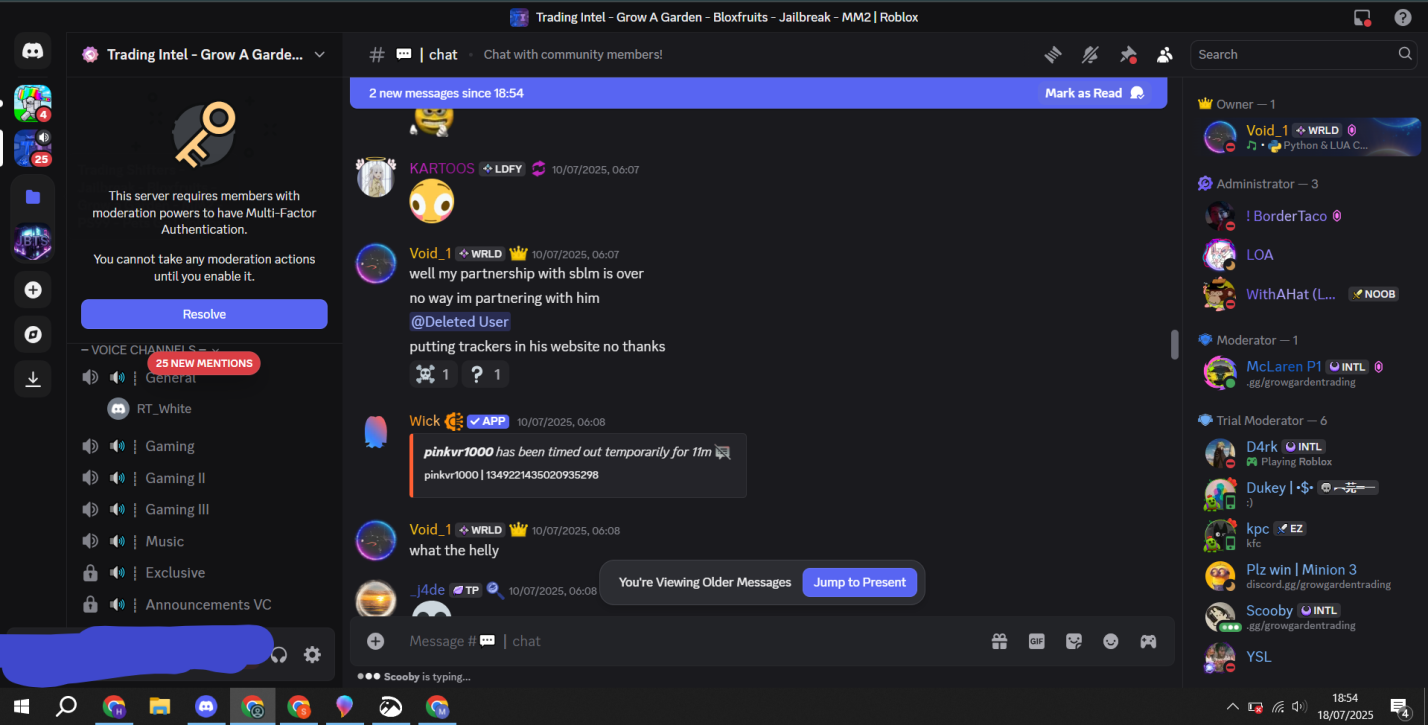 Trading Intel - Grow A Garden - Bloxfruits - Jailbreak - MM2 | Roblox
4
25
JBTS
Trading Intel - Grow A Garde...
This server requires members with
moderation powers to have Multi-Factor
Authentication.
You cannot take any moderation actions
until you enable it.
Resolve
VOICE CHANNELS
25 NEW MENTIONS
General
RT_White
Gaming
Gaming II
Gaming III
Music
Exclusive
Announcements VC
# | chat • Chat with community members!
Search
2 new messages since 18:54
Mark as Read
KARTOOS LDFY 10/07/2025, 06:07
Void_1 WRLD 10/07/2025, 06:07
well my partnership with sblm is over
no way im partnering with him
@Deleted User
putting trackers in his website no thanks
1 ? 1
Wick APP 10/07/2025, 06:08
pinkvr1000 has been timed out temporarily for 11m
pinkvr1000 | 1349221435020935298
Void_1 WRLD 10/07/2025, 06:08
what the helly
_j4de TP 10/07/2025, 06:08
You're Viewing Older Messages
Jump to Present
Message # | chat
GIF
Scooby is typing...
Owner — 1
Void_1 WRLD
• Python & LUA C...
Administrator — 3
! BorderTaco
LOA
WithAHat (L... NOOB
Moderator — 1
McLaren P1 INTL
.gg/growgardentrading
Trial Moderator — 6
D4rk INTL
Playing Roblox
Dukey | •$•
:)
kpc EZ
kfc
Plz win | Minion 3
discord.gg/growgardentrading
Scooby INTL
.gg/growgardentrading
YSL
H
S
M
18:54
18/07/2025
4